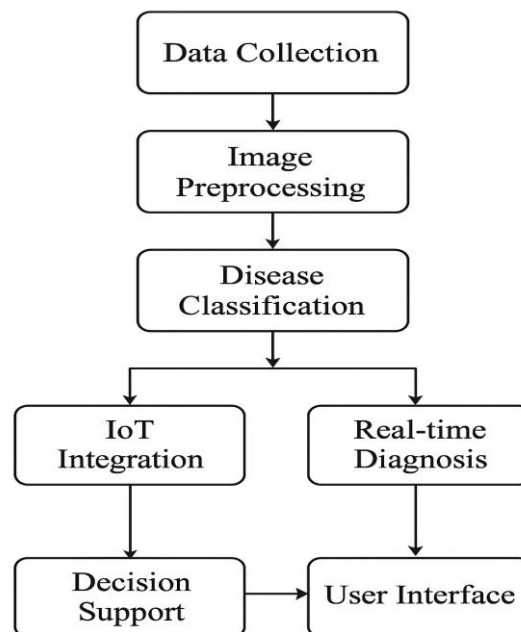 Data Collection
Image
Preprocessing
Disease
Classification
IoT
Integration
Real-time
Diagnosis
Decision
Support
User Interface